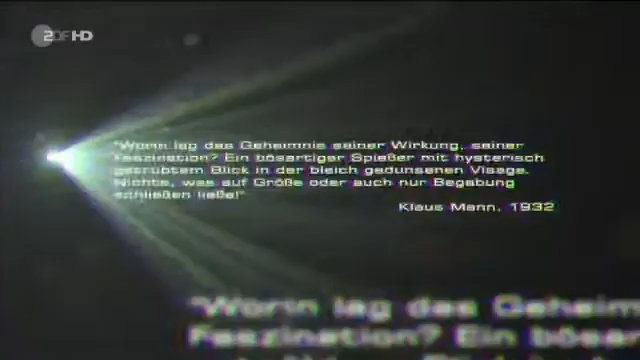 ZDF HD
"Worin lag das Geheimnis seiner Wirkung, seiner
Faszination? Ein bösartiger Spießer mit hysterisch
getrübtem Blick in der bleich gedunsenen Visage.
Nichts, was auf Größe oder auch nur Begabung
schließen ließe!"
Klaus Mann, 1932
"Worin lag das Geheim
Faszination? Ein bösar